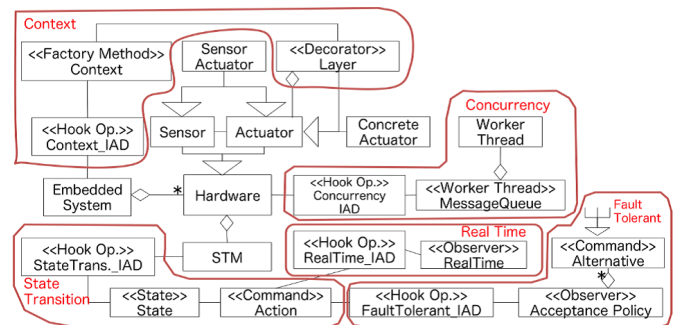 Context
<<Factory Method>>
Context
Sensor
Actuator
<<Decorator>>
Layer
Concurrency
Worker
Thread
<<Hook Op.>>
Context_IAD
Sensor
Actuator
Concrete
Actuator
Embedded
System
*
Hardware
<<Hook Op.>>
Concurrency
IAD
<<Worker Thread>>
MessageQueue
Fault
Tolerant
<<Hook Op.>>
StateTrans._IAD
STM
<<Hook Op.>>
RealTime_IAD
Real Time
<<Observer>>
RealTime
<<Command>>
Alternative
*
State
Transition
<<State>>
State
<<Command>>
Action
<<Hook Op.>>
FaultTolerant_IAD
<<Observer>>
Acceptance Policy